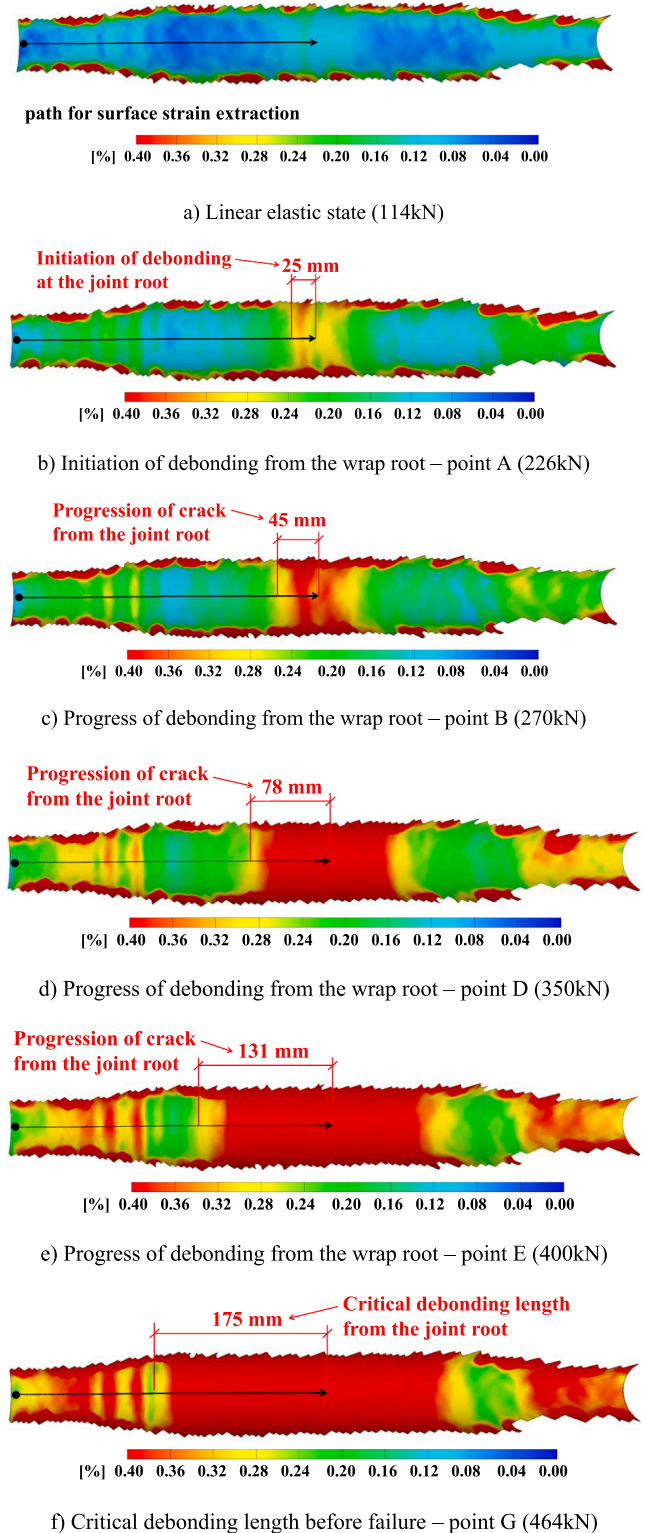 path for surface strain extraction
[%] 0.40 0.36 0.32 0.28 0.24 0.20 0.16 0.12 0.08 0.04 0.00
a) Linear elastic state (114kN)
Initiation of debonding
at the joint root
25 mm
[%] 0.40 0.36 0.32 0.28 0.24 0.20 0.16 0.12 0.08 0.04 0.00
b) Initiation of debonding from the wrap root – point A (226kN)
Progression of crack
from the joint root
45 mm
[%] 0.40 0.36 0.32 0.28 0.24 0.20 0.16 0.12 0.08 0.04 0.00
c) Progress of debonding from the wrap root – point B (270kN)
Progression of crack
from the joint root
78 mm
[%] 0.40 0.36 0.32 0.28 0.24 0.20 0.16 0.12 0.08 0.04 0.00
d) Progress of debonding from the wrap root – point D (350kN)
Progression of crack
from the joint root
131 mm
[%] 0.40 0.36 0.32 0.28 0.24 0.20 0.16 0.12 0.08 0.04 0.00
e) Progress of debonding from the wrap root – point E (400kN)
175 mm
Critical debonding length
from the joint root
[%] 0.40 0.36 0.32 0.28 0.24 0.20 0.16 0.12 0.08 0.04 0.00
f) Critical debonding length before failure – point G (464kN)